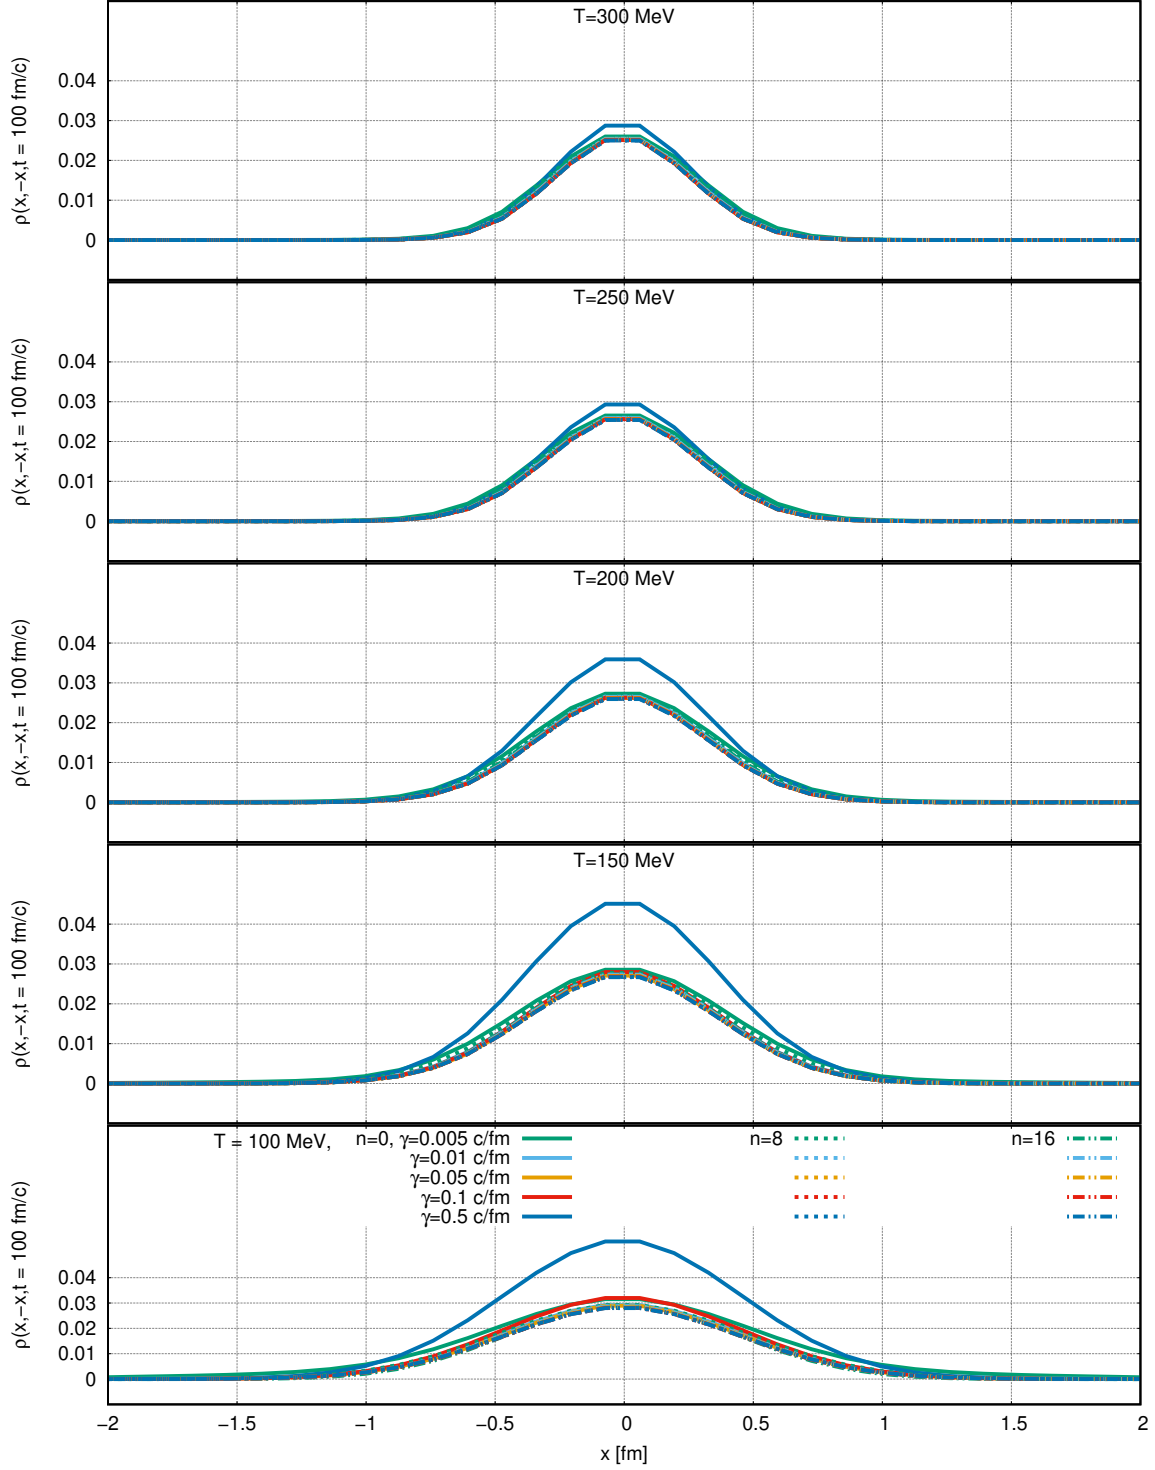 T=300 MeV
ρ(x,−x,t = 100 fm/c)
0.04
0.03
0.02
0.01
0
T=250 MeV
ρ(x,−x,t = 100 fm/c)
0.04
0.03
0.02
0.01
0
T=200 MeV
ρ(x,−x,t = 100 fm/c)
0.04
0.03
0.02
0.01
0
T=150 MeV
ρ(x,−x,t = 100 fm/c)
0.04
0.03
0.02
0.01
0
T = 100 MeV, n=0, γ=0.005 c/fm n=8 n=16
γ=0.01 c/fm
γ=0.05 c/fm
γ=0.1 c/fm
γ=0.5 c/fm
ρ(x,−x,t = 100 fm/c)
0.04
0.03
0.02
0.01
0
−2 −1.5 −1 −0.5 0 0.5 1 1.5 2
x [fm]